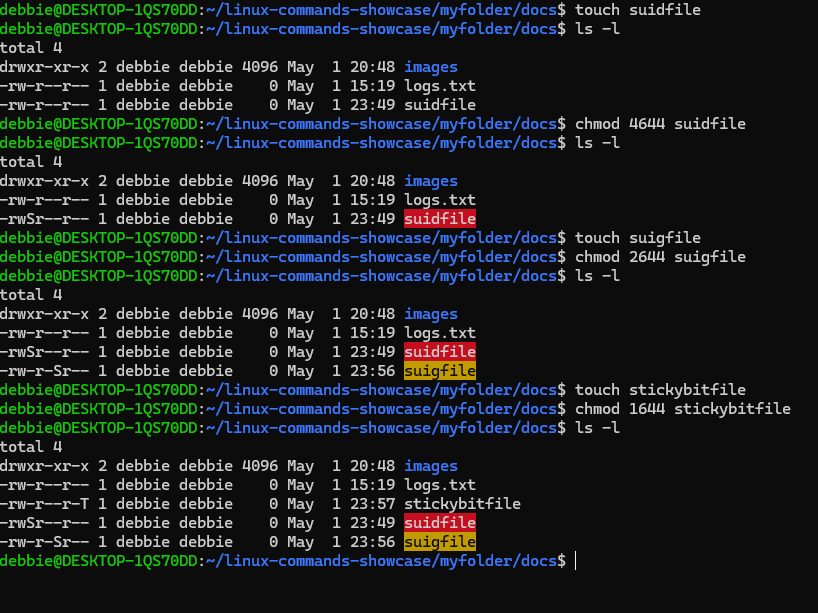 debbie@DESKTOP-1QS70DD:~/linux-commands-showcase/myfolder/docs$ touch suidfile
debbie@DESKTOP-1QS70DD:~/linux-commands-showcase/myfolder/docs$ ls -l
total 4
drwxr-xr-x 2 debbie debbie 4096 May  1 20:48 images
-rw-r--r-- 1 debbie debbie    0 May  1 15:19 logs.txt
-rw-r--r-- 1 debbie debbie    0 May  1 23:49 suidfile
debbie@DESKTOP-1QS70DD:~/linux-commands-showcase/myfolder/docs$ chmod 4644 suidfile
debbie@DESKTOP-1QS70DD:~/linux-commands-showcase/myfolder/docs$ ls -l
total 4
drwxr-xr-x 2 debbie debbie 4096 May  1 20:48 images
-rw-r--r-- 1 debbie debbie    0 May  1 15:19 logs.txt
-rwSr--r-- 1 debbie debbie    0 May  1 23:49 suidfile
debbie@DESKTOP-1QS70DD:~/linux-commands-showcase/myfolder/docs$ touch suigfile
debbie@DESKTOP-1QS70DD:~/linux-commands-showcase/myfolder/docs$ chmod 2644 suigfile
debbie@DESKTOP-1QS70DD:~/linux-commands-showcase/myfolder/docs$ ls -l
total 4
drwxr-xr-x 2 debbie debbie 4096 May  1 20:48 images
-rw-r--r-- 1 debbie debbie    0 May  1 15:19 logs.txt
-rwSr--r-- 1 debbie debbie    0 May  1 23:49 suidfile
-rw-r-Sr-- 1 debbie debbie    0 May  1 23:56 suigfile
debbie@DESKTOP-1QS70DD:~/linux-commands-showcase/myfolder/docs$ touch stickybitfile
debbie@DESKTOP-1QS70DD:~/linux-commands-showcase/myfolder/docs$ chmod 1644 stickybitfile
debbie@DESKTOP-1QS70DD:~/linux-commands-showcase/myfolder/docs$ ls -l
total 4
drwxr-xr-x 2 debbie debbie 4096 May  1 20:48 images
-rw-r--r-- 1 debbie debbie    0 May  1 15:19 logs.txt
-rw-r--r-T 1 debbie debbie    0 May  1 23:57 stickybitfile
-rwSr--r-- 1 debbie debbie    0 May  1 23:49 suidfile
-rw-r-Sr-- 1 debbie debbie    0 May  1 23:56 suigfile
debbie@DESKTOP-1QS70DD:~/linux-commands-showcase/myfolder/docs$